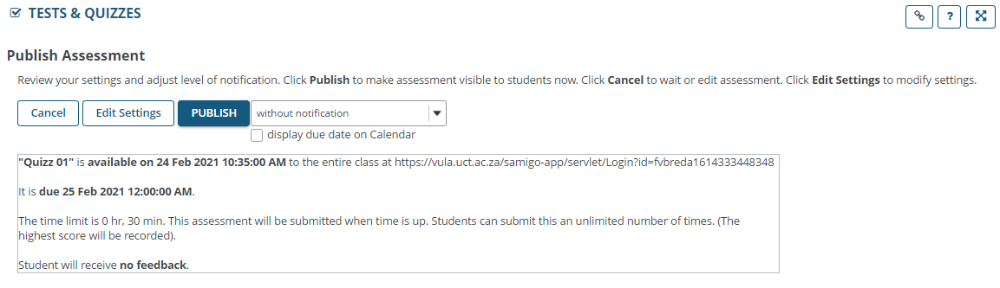 TESTS & QUIZZES
?
Publish Assessment
Review your settings and adjust level of notification. Click Publish to make assessment visible to students now. Click Cancel to wait or edit assessment. Click Edit Settings to modify settings.
Cancel Edit Settings PUBLISH without notification
display due date on Calendar
"Quizz 01" is available on 24 Feb 2021 10:35:00 AM to the entire class at https://vula.uct.ac.za/samigo-app/servlet/Login?id=fvbreda1614333448348
It is due 25 Feb 2021 12:00:00 AM.
The time limit is 0 hr, 30 min. This assessment will be submitted when time is up. Students can submit this an unlimited number of times. (The
highest score will be recorded).
Student will receive no feedback.